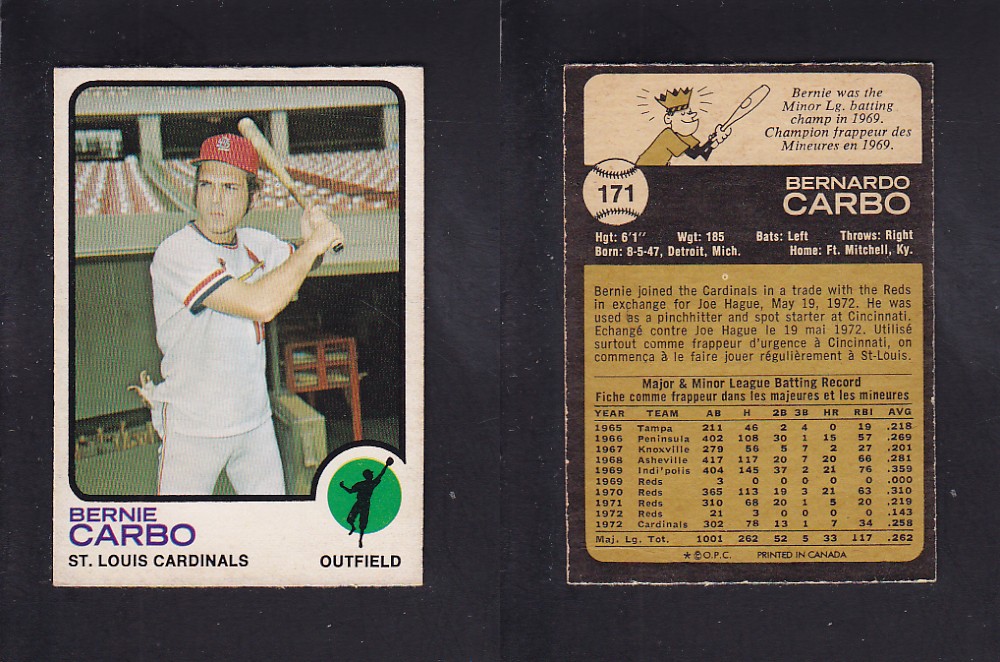 BERNIE
CARBO
ST. LOUIS CARDINALS
OUTFIELD
Bernie was the
Minor Lg. batting
champ in 1969.
Champion frappeur des
Mineures en 1969.
171
BERNARDO
CARBO
Hgt: 6'1" Wgt: 185 Bats: Left Throws: Right
Born: 8-5-47, Detroit, Mich. Home: Ft. Mitchell, Ky.
Bernie joined the Cardinals in a trade with the Reds
in exchange for Joe Hague, May 19, 1972. He was
used as a pinchhitter and spot starter at Cincinnati.
Echangé contre Joe Hague le 19 mai 1972. Utilisé
surtout comme frappeur d'urgence à Cincinnati, on
commença à le faire jouer régulièrement à St-Louis.
Major & Minor League Batting Record
Fiche comme frappeur dans les majeures et les mineures
YEAR TEAM AB H 2B 3B HR RBI AVG
1965 Tampa 211 46 2 4 0 19 .218
1966 Peninsula 402 108 30 1 15 57 .269
1967 Knoxville 279 56 5 7 2 27 .201
1968 Asheville 417 117 20 7 20 66 .281
1969 Indi'polis 404 145 37 2 21 76 .359
1969 Reds 3 0 0 0 0 0 .000
1970 Reds 365 113 19 3 21 63 .310
1971 Reds 310 68 20 1 5 20 .219
1972 Reds 21 3 0 0 0 0 .143
1972 Cardinals 302 78 13 1 7 34 .258
Maj. Lg. Tot. 1001 262 52 5 33 117 .262
* © O.P.C. PRINTED IN CANADA